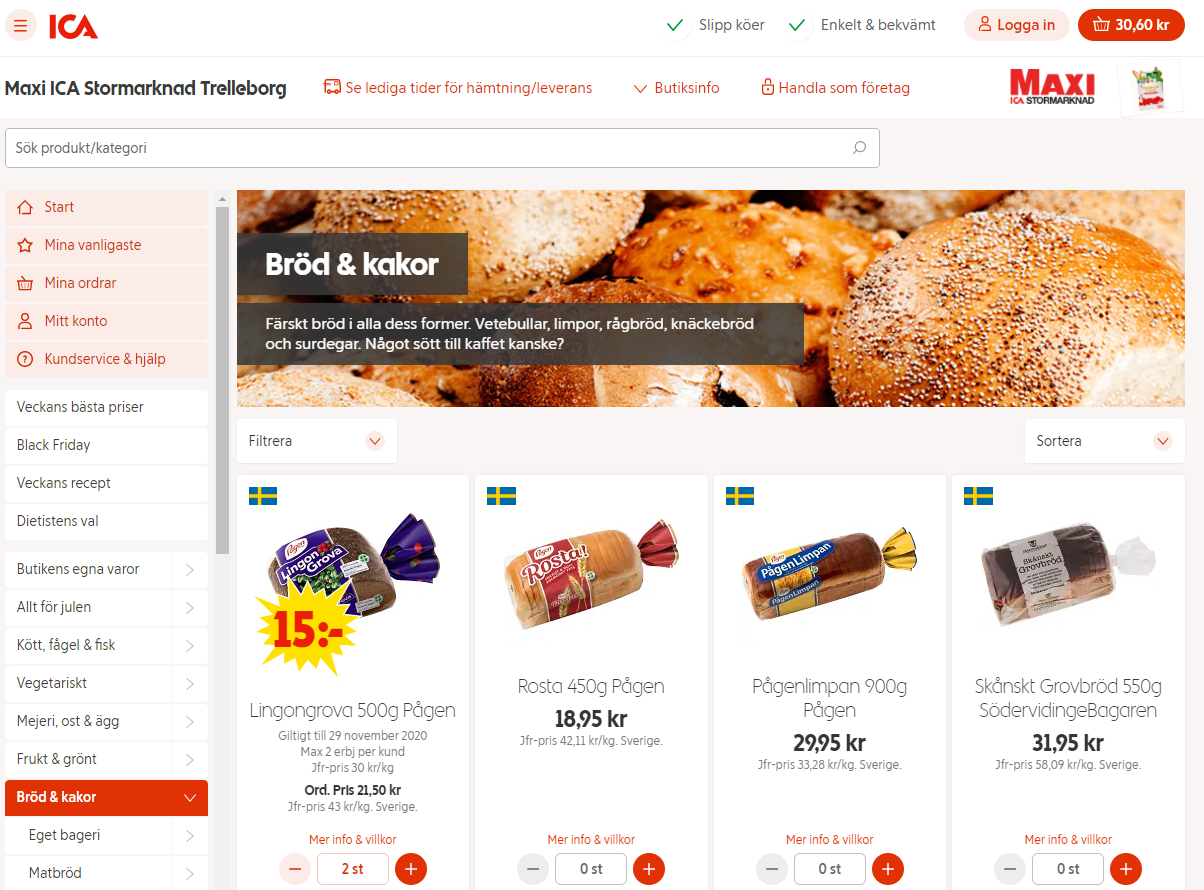 ICA
Slipp köer
Enkelt & bekvämt
Logga in
30,60 kr
Maxi ICA Stormarknad Trelleborg
Se lediga tider för hämtning/leverans
Butiksinfo
Handla som företag
MAXI
ICA STORMARKNAD
Sök produkt/kategori
Start
Mina vanligaste
Mina ordrar
Mitt konto
Kundservice & hjälp
Veckans bästa priser
Black Friday
Veckans recept
Dietistens val
Butikens egna varor
Allt för julen
Kött, fågel & fisk
Vegetariskt
Mejeri, ost & ägg
Frukt & grönt
Bröd & kakor
Eget bageri
Matbröd
Bröd & kakor
Färskt bröd i alla dess former. Vetebullar, limpor, rågbröd, knäckebröd
och surdegar. Något sött till kaffet kanske?
Filtrera
Sortera
Pågen
Lingon
Grova
15:-
Lingongrova 500g Pågen
Giltigt till 29 november 2020
Max 2 erbj per kund
Jfr-pris 30 kr/kg
Ord. Pris 21,50 kr
Jfr-pris 43 kr/kg. Sverige.
Mer info & villkor
2 st
Pågen
Rosta!
Rosta 450g Pågen
18,95 kr
Jfr-pris 42,11 kr/kg. Sverige.
Mer info & villkor
0 st
Pågen
PågenLimpan
PågenLimpan
Pågenlimpan 900g
Pågen
29,95 kr
Jfr-pris 33,28 kr/kg. Sverige.
Mer info & villkor
0 st
Skånskt
Grovbröd
Skånskt Grovbröd 550g
SödervidingeBagaren
31,95 kr
Jfr-pris 58,09 kr/kg. Sverige.
Mer info & villkor
0 st